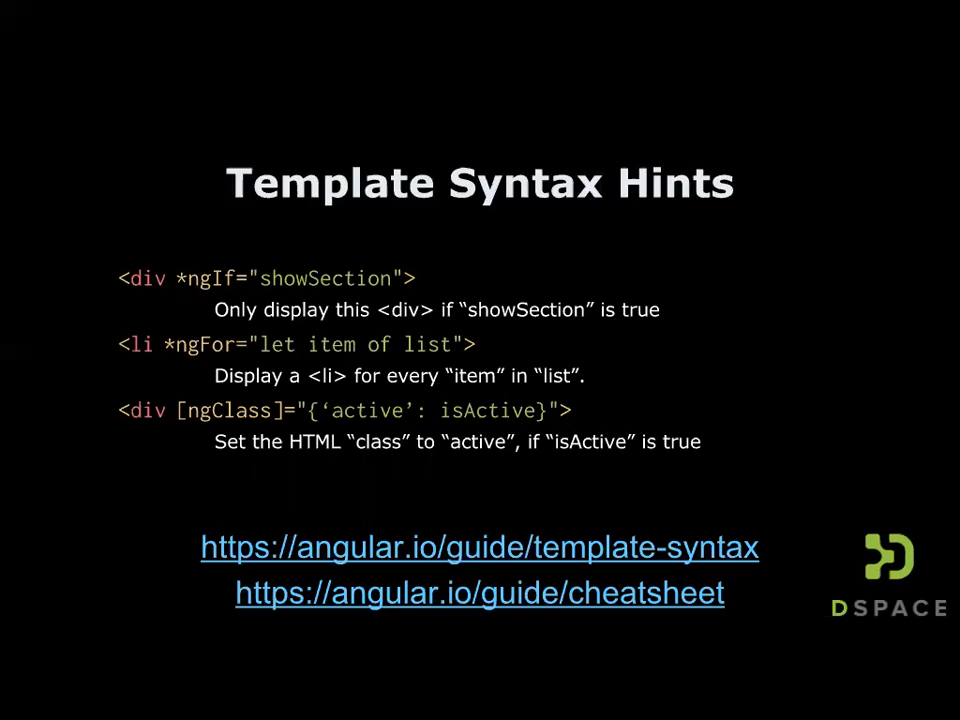 Template Syntax Hints
<div *ngIf="showSection">
Only display this <div> if “showSection” is true
<li *ngFor="let item of list">
Display a <li> for every “item” in “list”.
<div [ngClass]="{‘active’: isActive}">
Set the HTML “class” to “active”, if “isActive” is true
https://angular.io/guide/template-syntax
https://angular.io/guide/cheatsheet
DSPACE